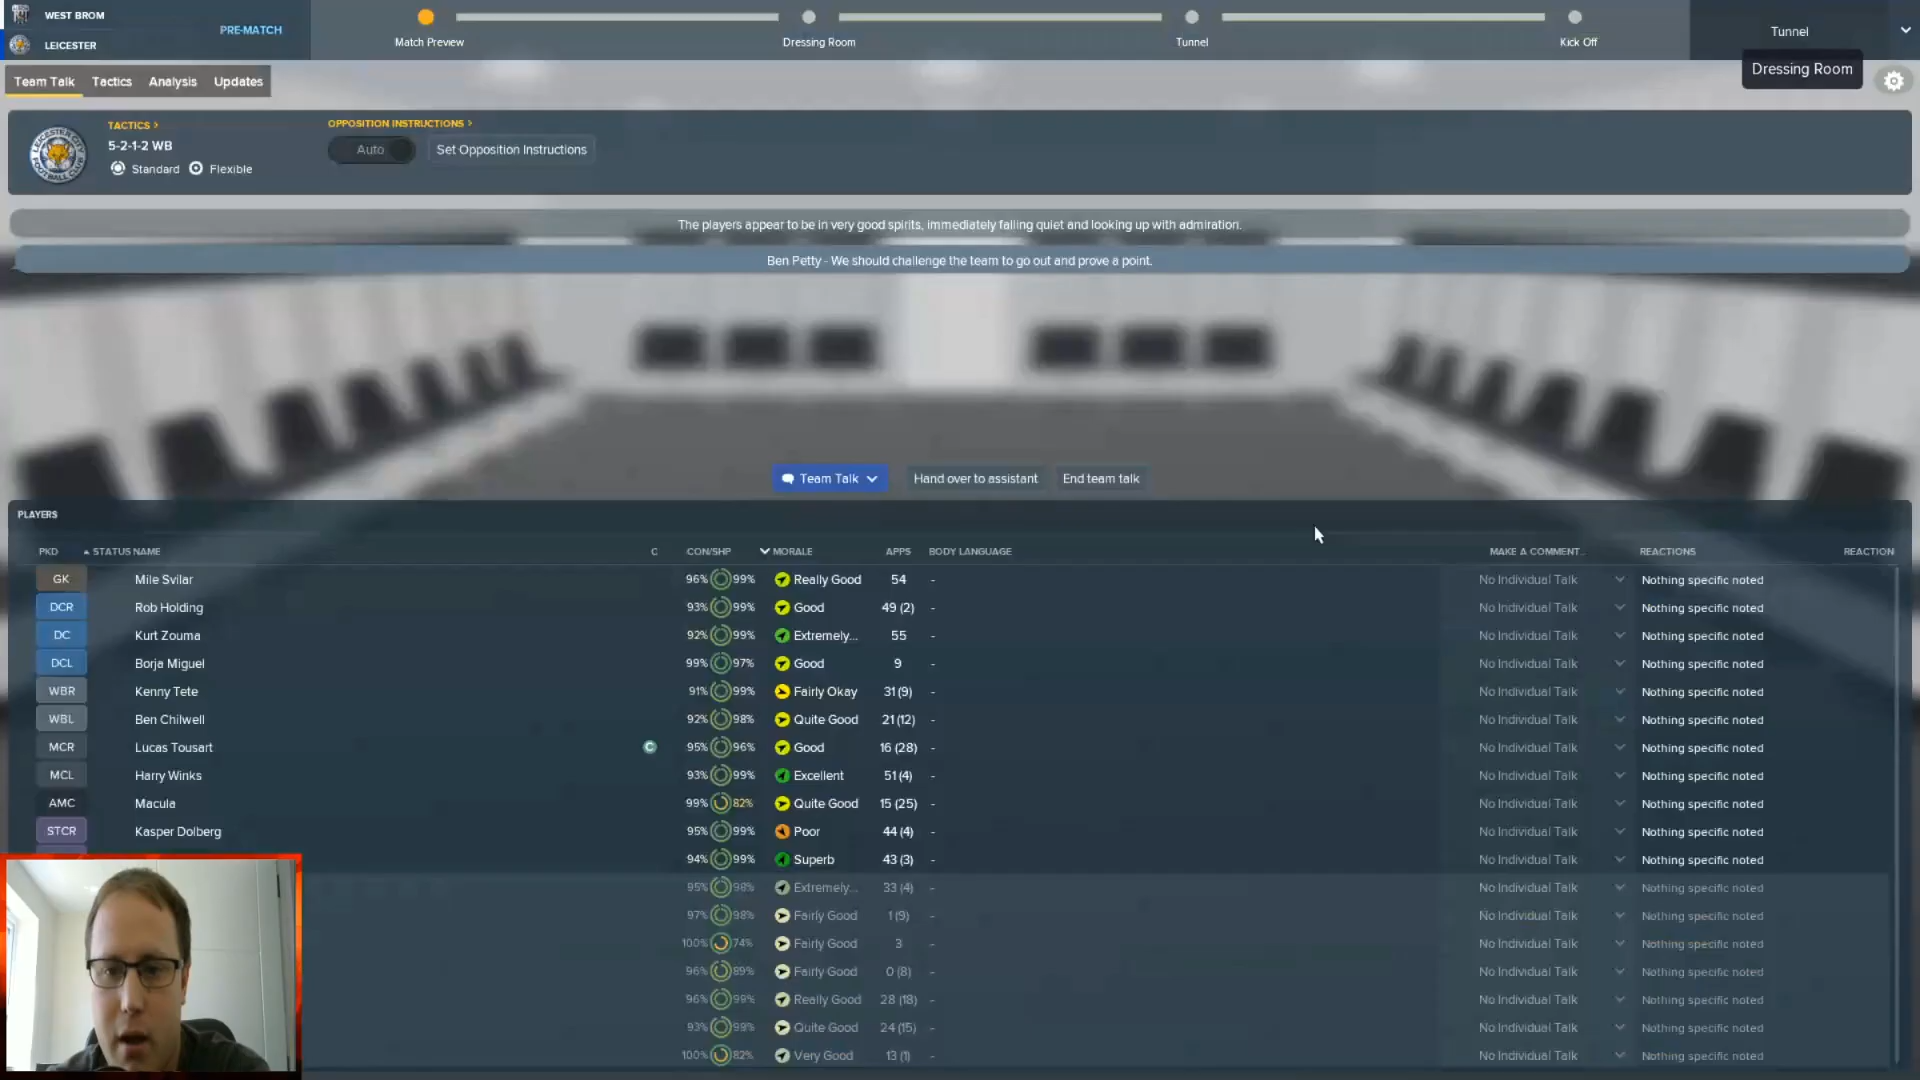 WEST BROM
LEICESTER
PRE-MATCH
Match Preview
Dressing Room
Tunnel
Kick Off
Tunnel
Dressing Room
Team Talk Tactics Analysis Updates
TACTICS >
5-2-1-2 WB
Standard Flexible
OPPOSITION INSTRUCTIONS >
Auto Set Opposition Instructions
The players appear to be in very good spirits, immediately falling quiet and looking up with admiration.
Ben Petty - We should challenge the team to go out and prove a point.
Team Talk Hand over to assistant End team talk
PLAYERS
PKD STATUS NAME C CON/SHP MORALE APPS BODY LANGUAGE MAKE A COMMENT... REACTIONS REACTION
GK Mile Svilar 96% 99% Really Good 54 - No Individual Talk Nothing specific noted
DCR Rob Holding 93% 99% Good 49 (2) - No Individual Talk Nothing specific noted
DC Kurt Zouma 92% 99% Extremely... 55 - No Individual Talk Nothing specific noted
DCL Borja Miguel 99% 97% Good 9 - No Individual Talk Nothing specific noted
WBR Kenny Tete 91% 99% Fairly Okay 31 (9) - No Individual Talk Nothing specific noted
WBL Ben Chilwell 92% 98% Quite Good 21 (12) - No Individual Talk Nothing specific noted
MCR Lucas Tousart C 95% 96% Good 16 (28) - No Individual Talk Nothing specific noted
MCL Harry Winks 93% 99% Excellent 51 (4) - No Individual Talk Nothing specific noted
AMC Macula 99% 82% Quite Good 15 (25) - No Individual Talk Nothing specific noted
STCR Kasper Dolberg 95% 99% Poor 44 (4) - No Individual Talk Nothing specific noted
94% 99% Superb 43 (3) - No Individual Talk Nothing specific noted
95% 98% Extremely... 33 (4) - No Individual Talk Nothing specific noted
97% 98% Fairly Good 1 (9) - No Individual Talk Nothing specific noted
100% 74% Fairly Good 3 - No Individual Talk Nothing specific noted
96% 89% Fairly Good 0 (8) - No Individual Talk Nothing specific noted
96% 99% Really Good 28 (18) - No Individual Talk Nothing specific noted
93% 98% Quite Good 24 (15) - No Individual Talk Nothing specific noted
100% 82% Very Good 13 (1) - No Individual Talk Nothing specific noted